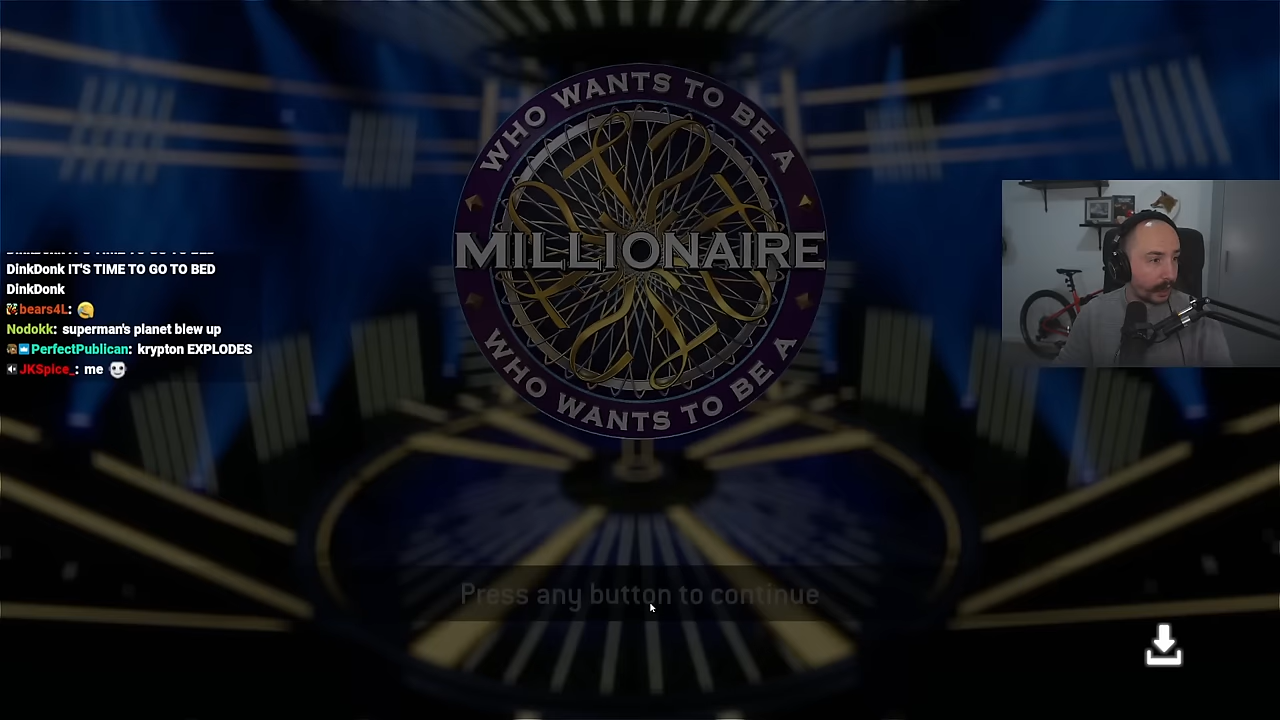 WHO WANTS TO BE A
MILLIONAIRE
WHO WANTS TO BE A
DinkDonk IT'S TIME TO GO TO BED
DinkDonk
bears4L:
Nodokk: superman's planet blew up
PerfectPublican: krypton EXPLODES
JKSpice_: me
Press any button to continue